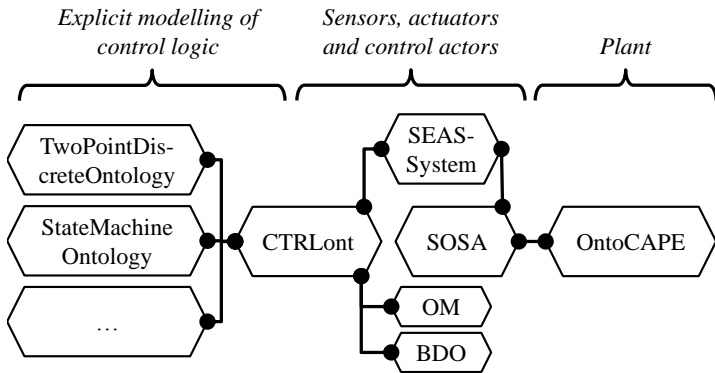 Explicit modelling of
control logic
Sensors, actuators
and control actors
Plant
TwoPointDis-
creteOntology
StateMachine
Ontology
…
CTRLont
SEAS-
System
SOSA
OM
BDO
OntoCAPE